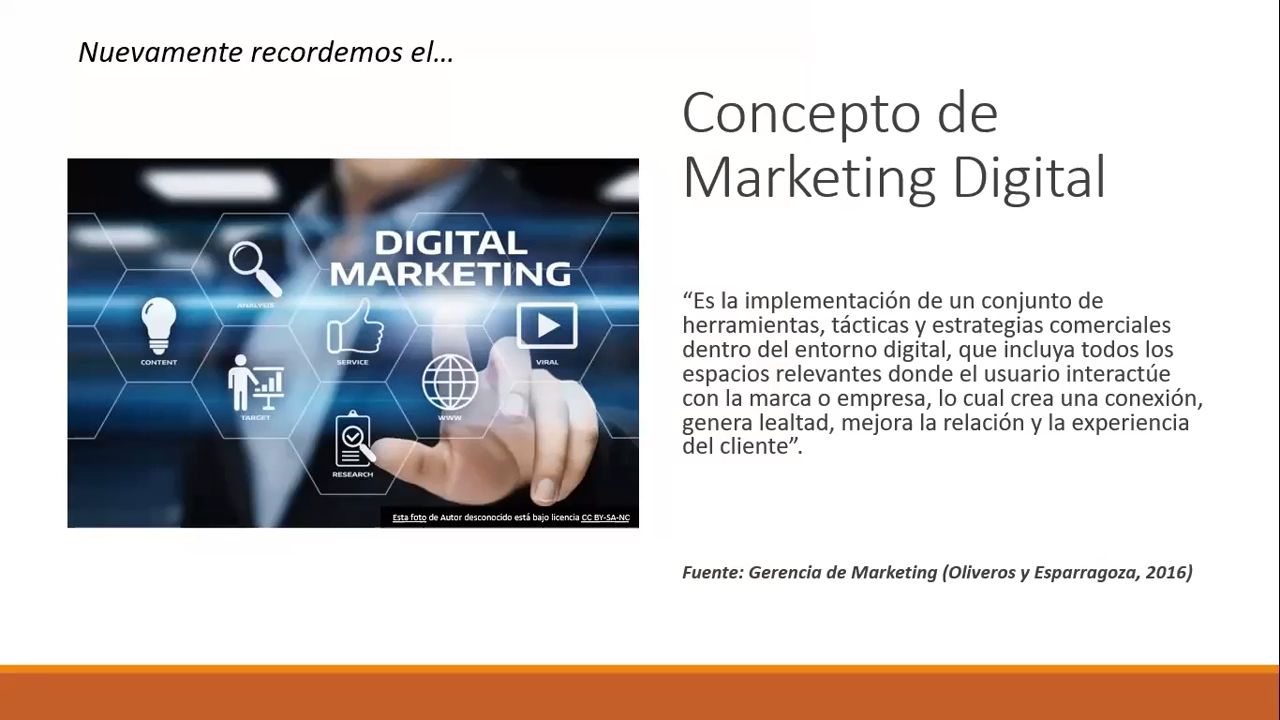 Nuevamente recordemos el...
Concepto de
Marketing Digital
DIGITAL
MARKETING
ANALYSIS
CONTENT
SERVICE
VIRAL
TARGET
WWW
RESEARCH
Esta foto de Autor desconocido está bajo licencia CC BY-SA-NC
“Es la implementación de un conjunto de
herramientas, tácticas y estrategias comerciales
dentro del entorno digital, que incluya todos los
espacios relevantes donde el usuario interactúe
con la marca o empresa, lo cual crea una conexión,
genera lealtad, mejora la relación y la experiencia
del cliente”.
Fuente: Gerencia de Marketing (Oliveros y Esparragoza, 2016)